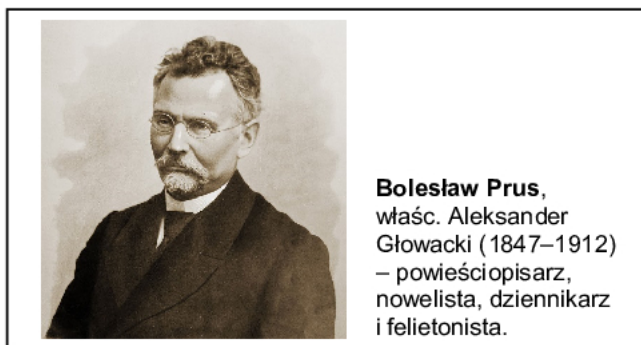 Bolesław Prus,
właśc. Aleksander
Głowacki (1847–1912)
– powieściopisarz,
nowelista, dziennikarz
i felietonista.